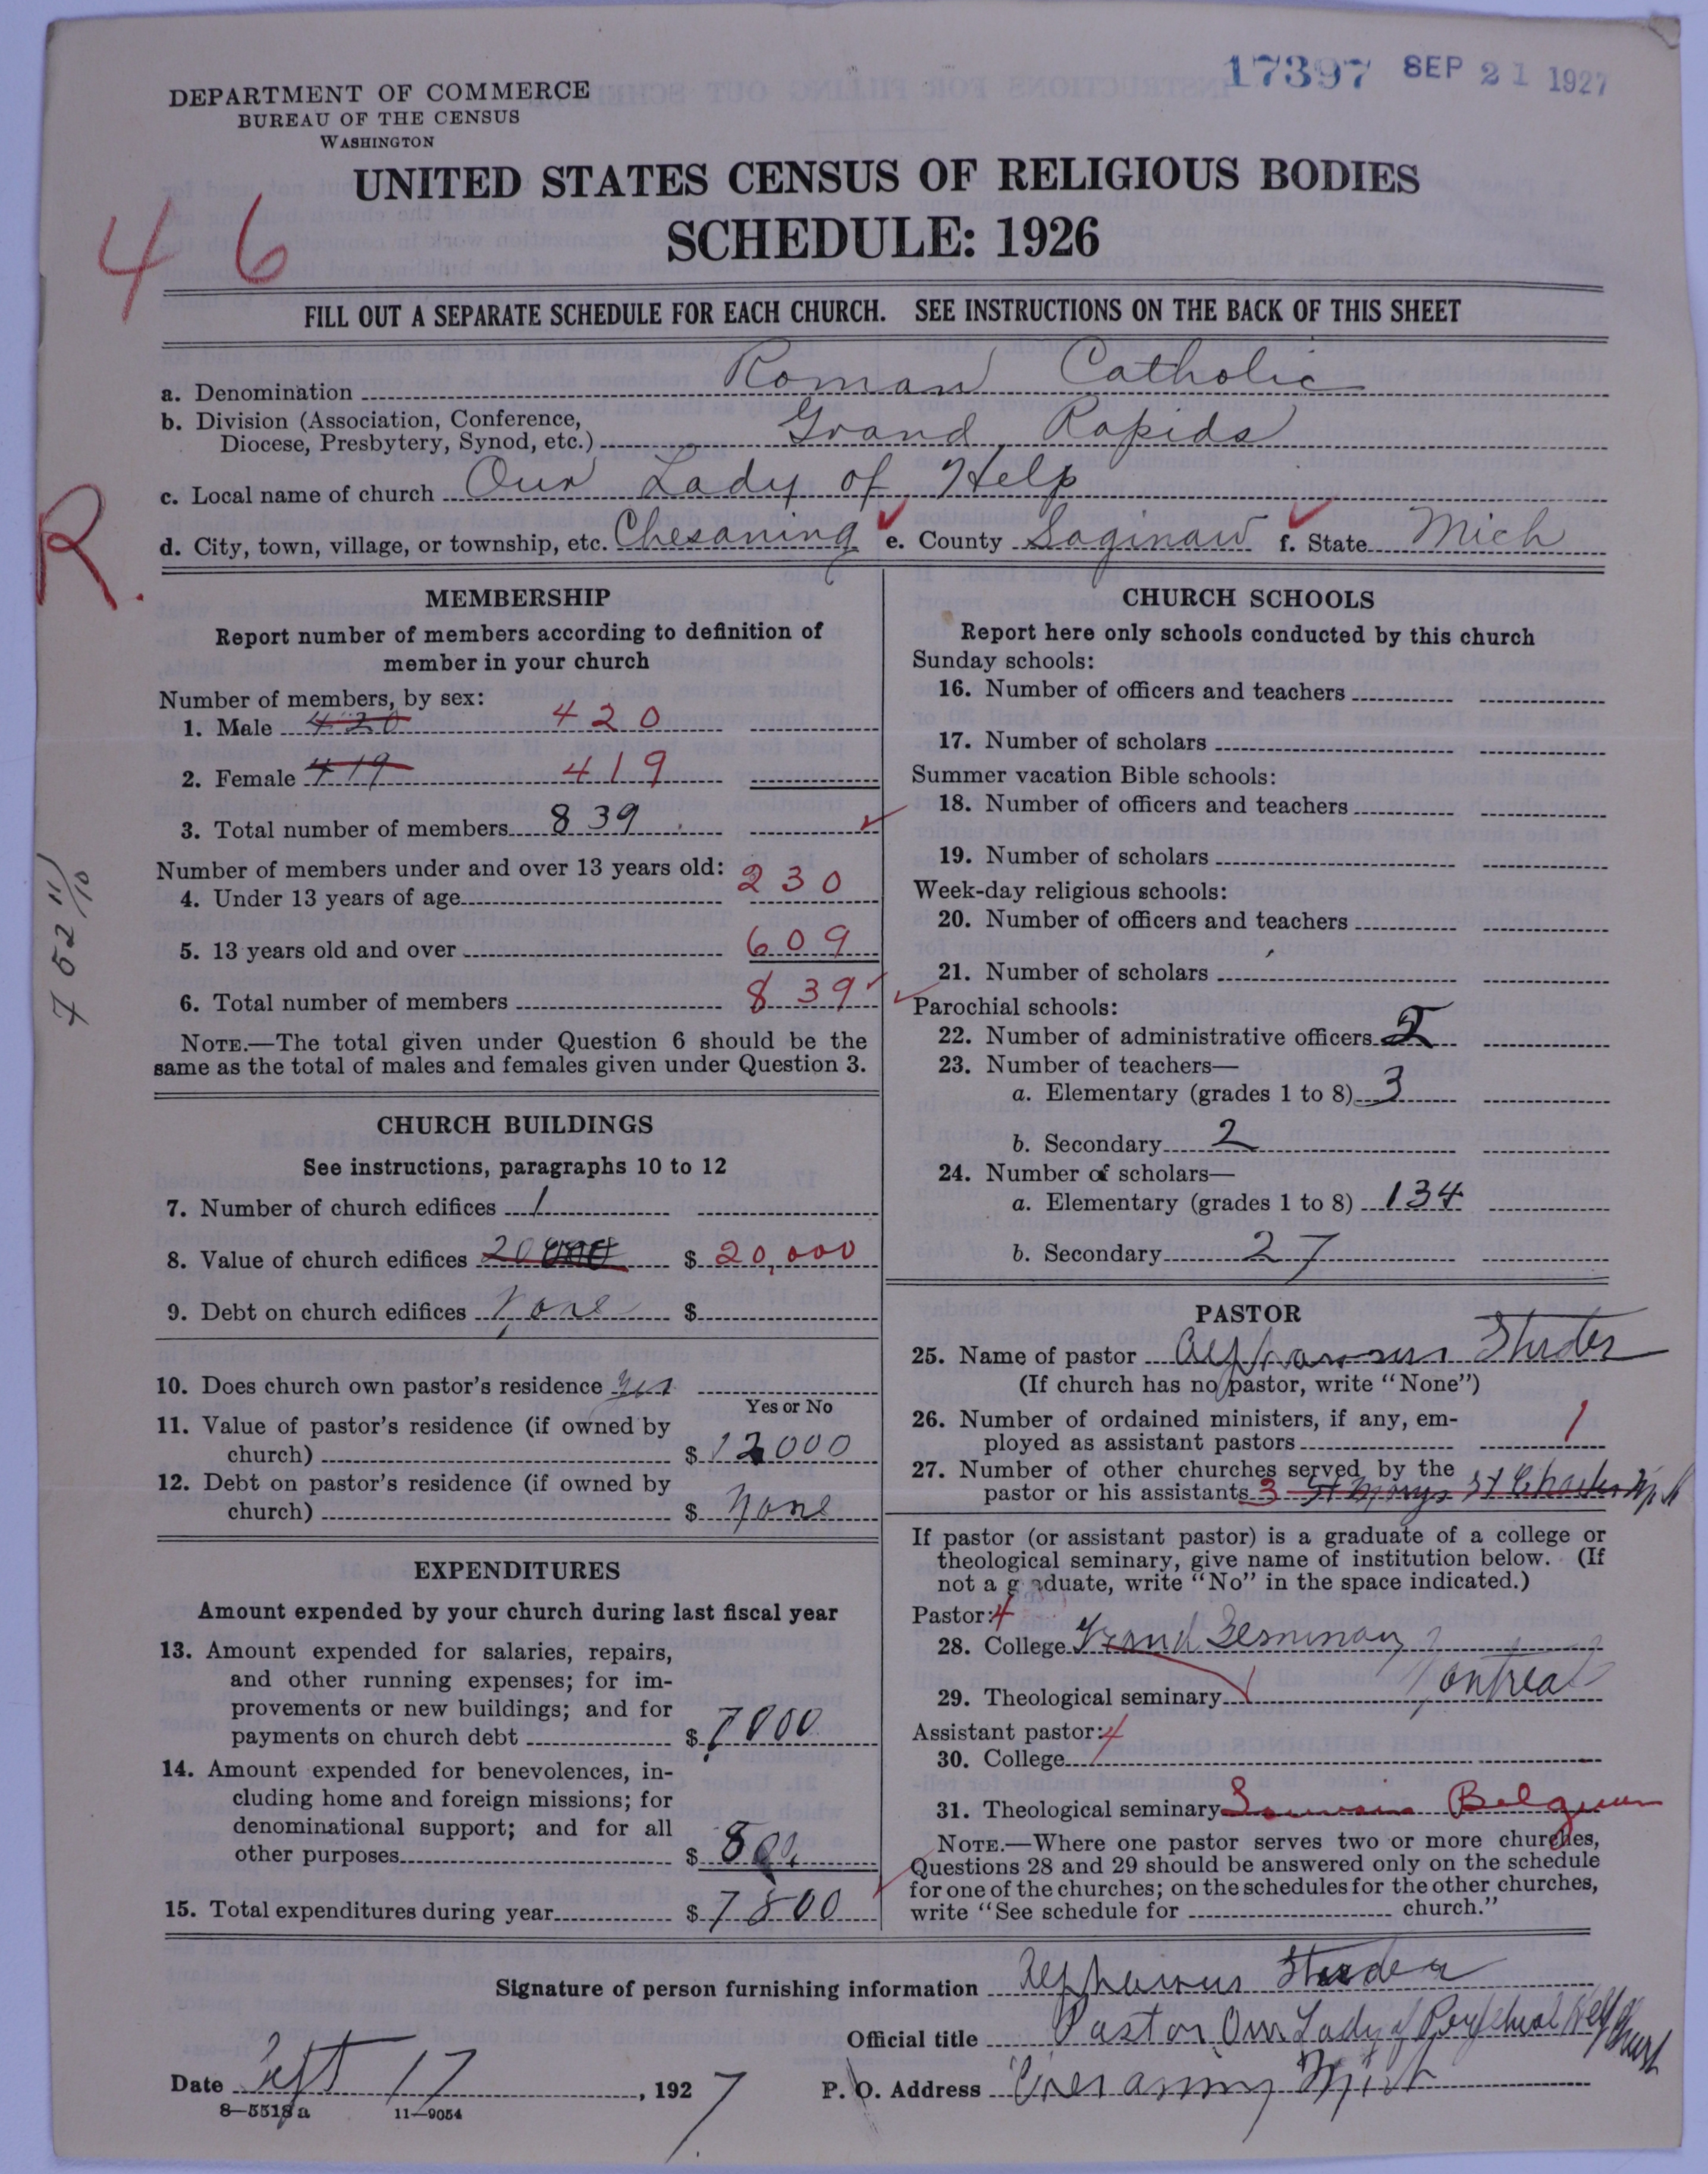 17397 SEP 21 1927
DEPARTMENT OF COMMERCE
BUREAU OF THE CENSUS
WASHINGTON
UNITED STATES CENSUS OF RELIGIOUS BODIES
SCHEDULE: 1926
46
FILL OUT A SEPARATE SCHEDULE FOR EACH CHURCH. SEE INSTRUCTIONS ON THE BACK OF THIS SHEET
a. Denomination Roman Catholic
b. Division (Association, Conference,
Diocese, Presbytery, Synod, etc.) Grand Rapids
c. Local name of church Our Lady of Help
R.
d. City, town, village, or township, etc. Chesaning e. County Saginaw f. State Mich
MEMBERSHIP
Report number of members according to definition of
member in your church
Number of members, by sex:
1. Male 420 420
2. Female 419 419
3. Total number of members 839
Number of members under and over 13 years old:
4. Under 13 years of age 230
5. 13 years old and over 609
6. Total number of members 839
NOTE.—The total given under Question 6 should be the
same as the total of males and females given under Question 3.
7052 11/10
CHURCH BUILDINGS
See instructions, paragraphs 10 to 12
7. Number of church edifices 1
8. Value of church edifices 20000 $ 20,000
9. Debt on church edifices None $
10. Does church own pastor's residence yes
Yes or No
11. Value of pastor's residence (if owned by
church) $ 12000
12. Debt on pastor's residence (if owned by
church) $ None
EXPENDITURES
Amount expended by your church during last fiscal year
13. Amount expended for salaries, repairs,
and other running expenses; for im-
provements or new buildings; and for
payments on church debt $ 7000
14. Amount expended for benevolences, in-
cluding home and foreign missions; for
denominational support; and for all
other purposes $ 800
15. Total expenditures during year $ 7800
CHURCH SCHOOLS
Report here only schools conducted by this church
Sunday schools:
16. Number of officers and teachers
17. Number of scholars
Summer vacation Bible schools:
18. Number of officers and teachers
19. Number of scholars
Week-day religious schools:
20. Number of officers and teachers
21. Number of scholars
Parochial schools:
22. Number of administrative officers
23. Number of teachers—
a. Elementary (grades 1 to 8) 3
b. Secondary 2
24. Number of scholars—
a. Elementary (grades 1 to 8) 134
b. Secondary 27
PASTOR
25. Name of pastor Alphonsus Studer
(If church has no pastor, write "None")
26. Number of ordained ministers, if any, em-
ployed as assistant pastors 1
27. Number of other churches served by the
pastor or his assistants 3 St Marys St Charles Mich
If pastor (or assistant pastor) is a graduate of a college or
theological seminary, give name of institution below. (If
not a graduate, write "No" in the space indicated.)
Pastor: 4
28. College Grand Seminary
29. Theological seminary Montreal
Assistant pastor: 4
30. College
31. Theological seminary Louvain Belgium
NOTE.—Where one pastor serves two or more churches,
Questions 28 and 29 should be answered only on the schedule
for one of the churches; on the schedules for the other churches,
write "See schedule for church."
Signature of person furnishing information Alphonsus Studer
Official title Pastor Our Lady of Perpetual Help Church
Date Sept 17, 1927 P. O. Address Chesaning Mich
8—5518a 11—9054